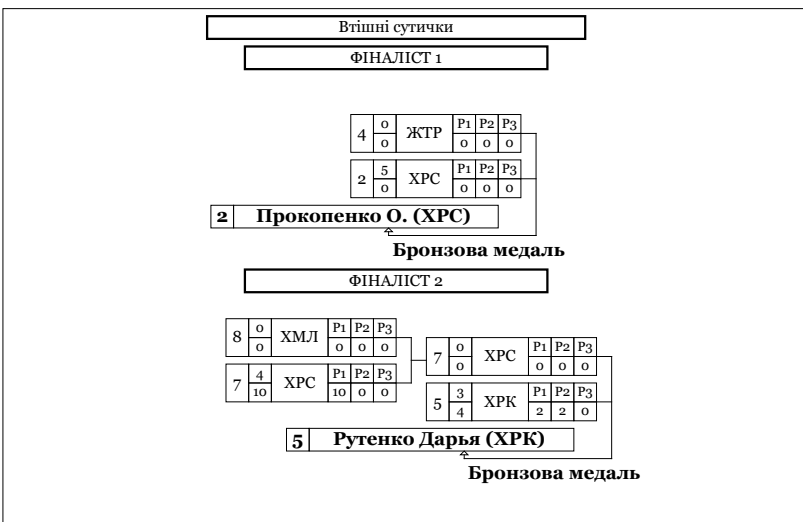 Втішні сутички
ФІНАЛІСТ 1
4 0 ЖТР P1 P2 P3
0 0 0 0
2 5 ХРС P1 P2 P3
0 0 0 0
2 Прокопенко О. (ХРС)
Бронзова медаль
ФІНАЛІСТ 2
8 0 ХМЛ P1 P2 P3
0 0 0 0
7 4 ХРС P1 P2 P3
10 10 0 0
7 0 ХРС P1 P2 P3
0 0 0 0
5 3 ХРК P1 P2 P3
4 2 2 0
5 Рутенко Дарья (ХРК)
Бронзова медаль